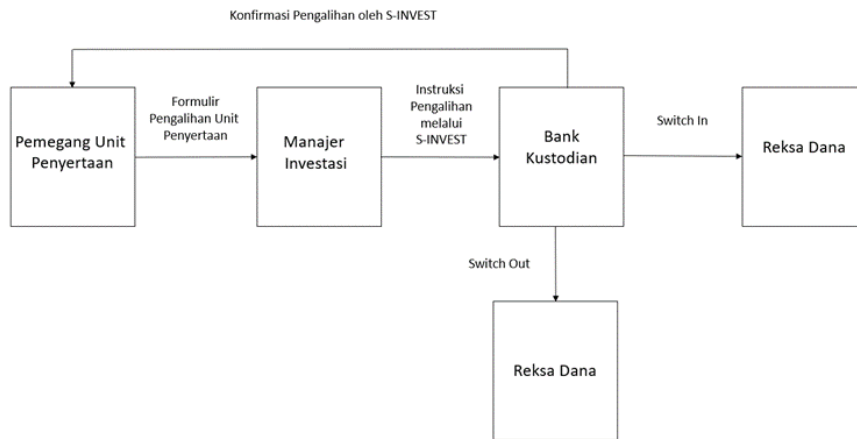 Konfirmasi Pengalihan oleh S-INVEST
Pemegang Unit
Penyertaan
Formulir
Pengalihan Unit
Penyertaan
Manajer
Investasi
Instruksi
Pengalihan
melalui
S-INVEST
Bank
Kustodian
Switch In
Reksa Dana
Switch Out
Reksa Dana